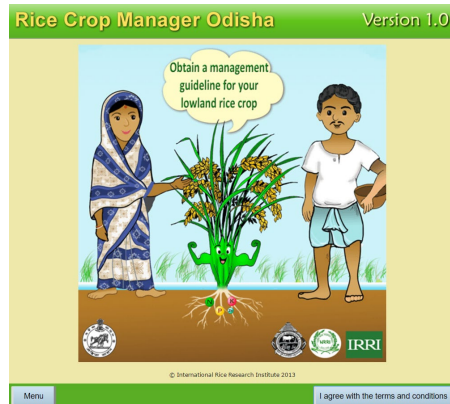 Rice Crop Manager Odisha
Version 1.0
Obtain a management
guideline for your
lowland rice crop
IRRI
© International Rice Research Institute 2013
Menu
I agree with the terms and conditions